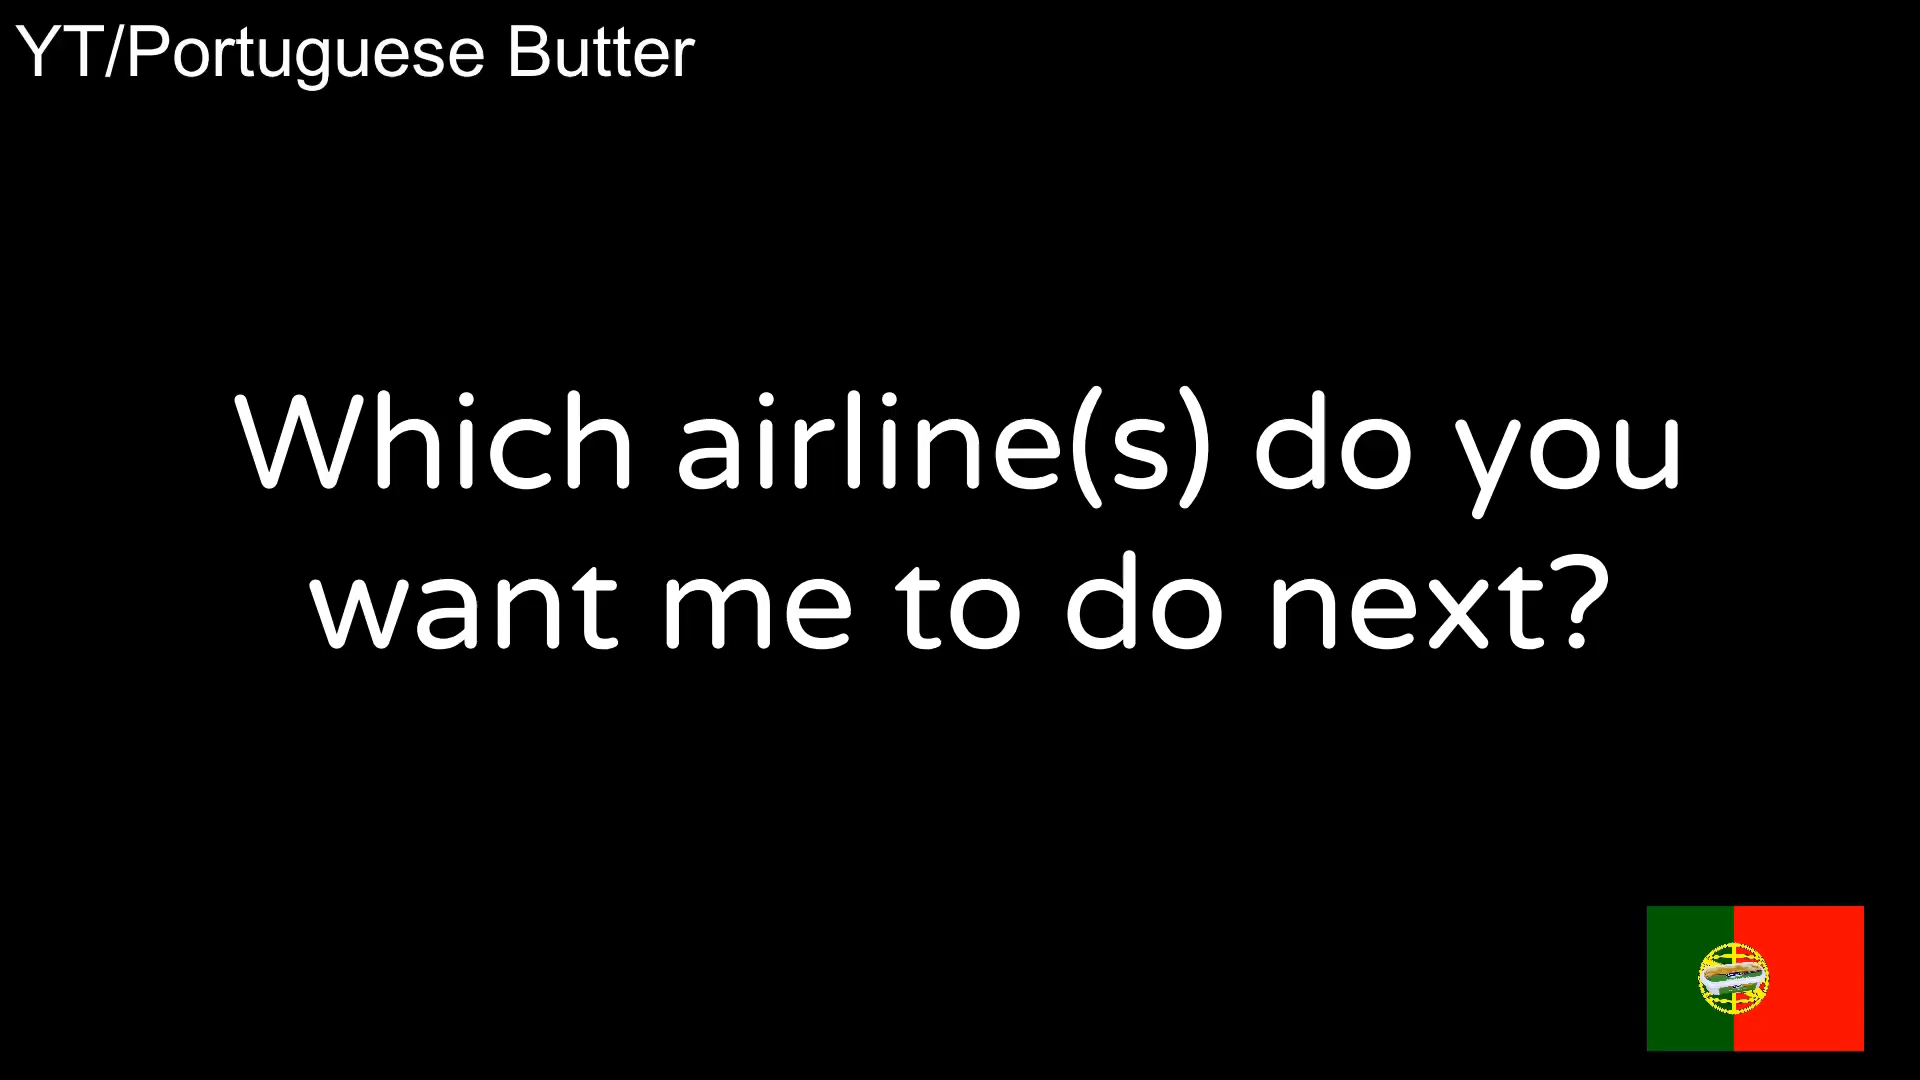 YT/Portuguese Butter
Which airline(s) do you
want me to do next?